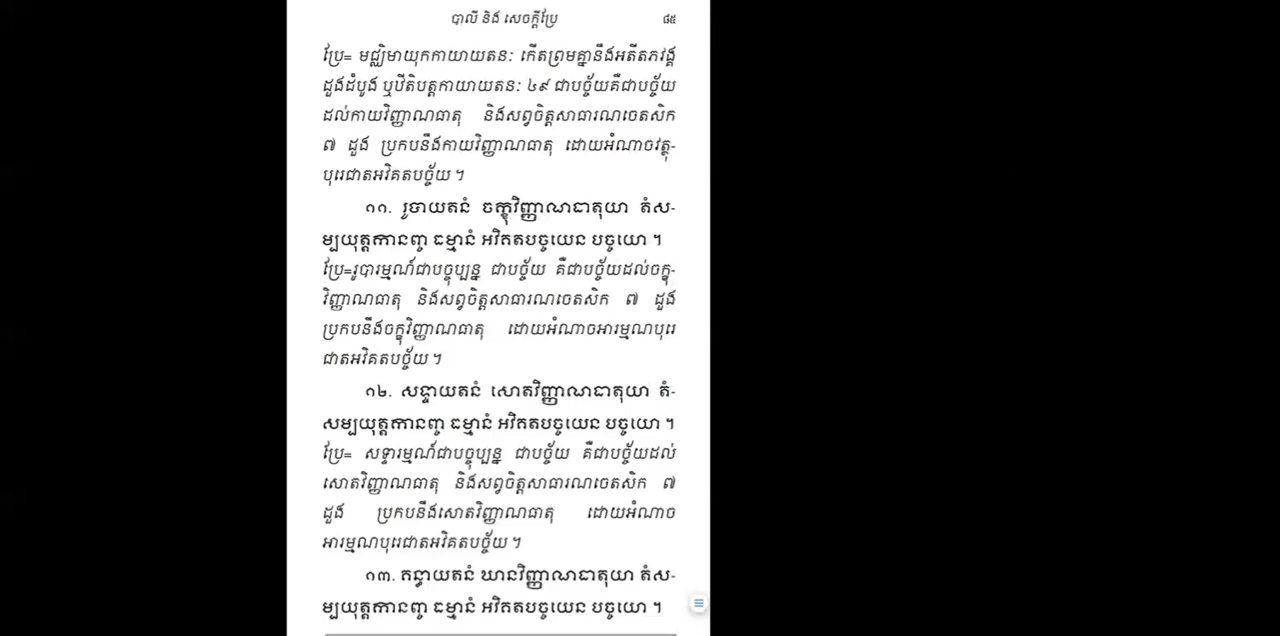 បាលី និង សេចក្តីប្រែ ៨៥
ប្រែ= មជ្ឈិមាយុកកាយាយតនៈ កើតព្រមគ្នានឹងអតីតភវង្គ
ដួងដំបូង ឬឋីតិបត្តកាយាយតនៈ ៤៩ ជាបច្ច័យគឺជាបច្ច័យ
ដល់កាយវិញ្ញាណធាតុ និងសព្វចិត្តសាធារណចេតសិក
៧ ដួង ប្រកបនឹងកាយវិញ្ញាណធាតុ ដោយអំណាចវត្ថុ-
បុរេជាតអវិគតបច្ច័យ ។
១១. រូបាយតនំ ចក្ខុវិញ្ញាណធាតុយា តំស-
ម្បយុត្តកានញ្ច ធម្មានំ អវិគតបច្ចយេន បច្ចយោ ។
ប្រែ=រូបារម្មណ៍ជាបច្ចុប្បន្ន ជាបច្ច័យ គឺជាបច្ច័យដល់ចក្ខុ-
វិញ្ញាណធាតុ និងសព្វចិត្តសាធារណចេតសិក ៧ ដួង
ប្រកបនឹងចក្ខុវិញ្ញាណធាតុ ដោយអំណាចអារម្មណបុរេ
ជាតអវិគតបច្ច័យ ។
១២. សទ្ទាយតនំ សោតវិញ្ញាណធាតុយា តំ-
សម្បយុត្តកានញ្ច ធម្មានំ អវិគតបច្ចយេន បច្ចយោ ។
ប្រែ= សទ្ទារម្មណ៍ជាបច្ចុប្បន្ន ជាបច្ច័យ គឺជាបច្ច័យដល់
សោតវិញ្ញាណធាតុ និងសព្វចិត្តសាធារណចេតសិក ៧
ដួង ប្រកបនឹងសោតវិញ្ញាណធាតុ ដោយអំណាច
អារម្មណបុរេជាតអវិគតបច្ច័យ ។
១៣. គន្ធាយតនំ ឃានវិញ្ញាណធាតុយា តំស-
ម្បយុត្តកានញ្ច ធម្មានំ អវិគតបច្ចយេន បច្ចយោ ។